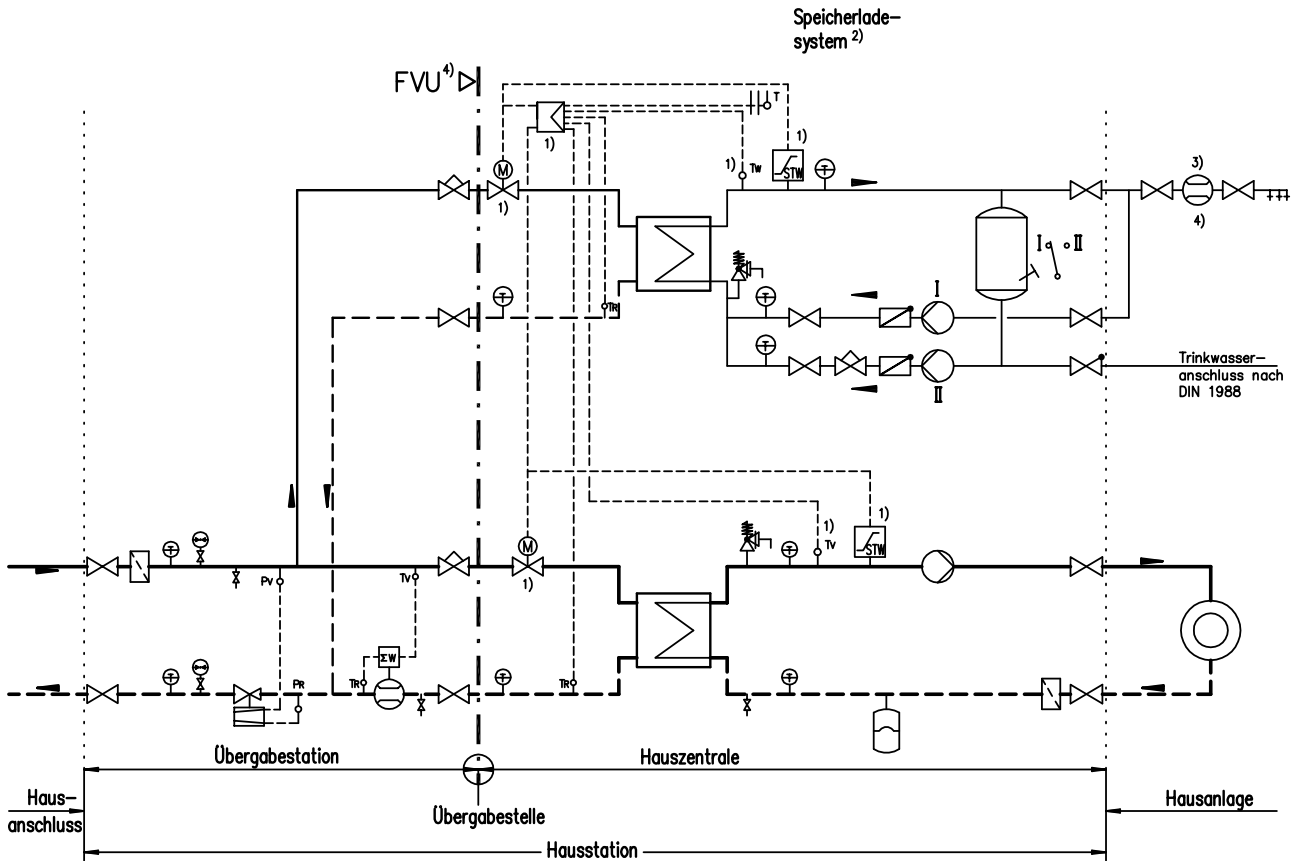 Speicherlade-
system 2)
FVU 4)
T
1)
M
1)
1)
Tw
1)
STW
T
3)
4)
I
II
T
TR
T
I
T
II
Trinkwasser-
anschluss nach
DIN 1988
1)
M
1)
1)
Tv
STW
T
T
Pv
Tv
ΣW
TR
PR
T
T
TR
T
Übergabestation
Hauszentrale
Haus-
anschluss
Übergabestelle
Hausanlage
Hausstation